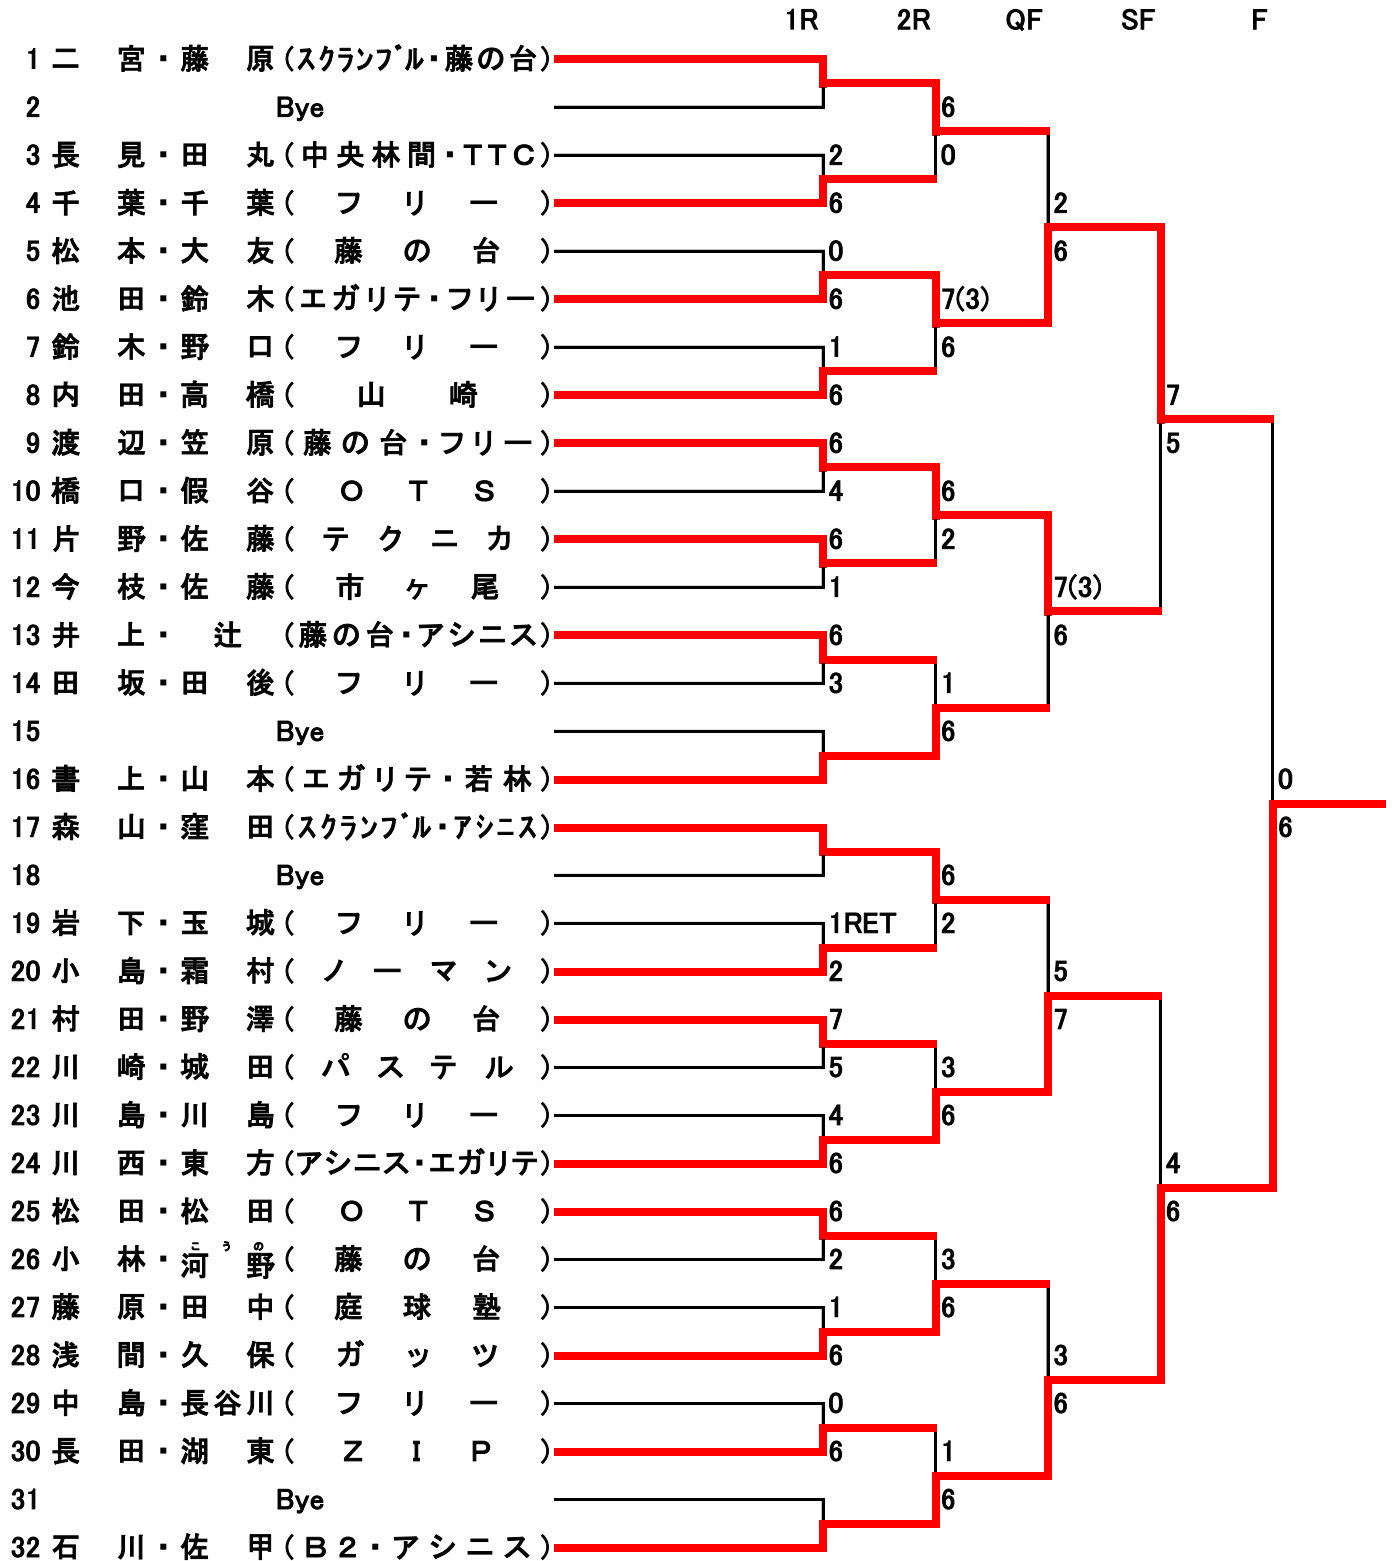 1R 2R QF SF F
1 二 宮・藤 原(ｽｸﾗﾝﾌﾞﾙ・藤の台)
2 Bye 6
3 長 見・田 丸(中央林間・TTC) 2 0
4 千 葉・千 葉( フ リ ー ) 6 2
5 松 本・大 友( 藤 の 台 ) 0 6
6 池 田・鈴 木(エガリテ・フリー) 6 7(3)
7 鈴 木・野 口( フ リ ー ) 1 6
8 内 田・高 橋( 山 崎 ) 6 7
9 渡 辺・笠 原(藤の台・フリー) 6 5
10 橋 口・假 谷( O T S ) 4 6
11 片 野・佐 藤( テ ク ニ カ ) 6 2
12 今 枝・佐 藤( 市 ヶ 尾 ) 1 7(3)
13 井 上・ 辻 (藤の台・アシニス) 6 6
14 田 坂・田 後( フ リ ー ) 3 1
15 Bye 6
16 書 上・山 本(エガリテ・若林) 0
17 森 山・窪 田(ｽｸﾗﾝﾌﾞﾙ・ｱｼﾆｽ) 6
18 Bye 6
19 岩 下・玉 城( フ リ ー ) 1RET 2
20 小 島・霜 村( ノ ー マ ン ) 2 5
21 村 田・野 澤( 藤 の 台 ) 7 7
22 川 崎・城 田( パ ス テ ル ) 5 3
23 川 島・川 島( フ リ ー ) 4 6
24 川 西・東 方(アシニス・エガリテ) 6 4
25 松 田・松 田( O T S ) 6 6
こうの
26 小 林・河 野( 藤 の 台 ) 2 3
27 藤 原・田 中( 庭 球 塾 ) 1 6
28 浅 間・久 保( ガ ッ ツ ) 6 3
29 中 島・長谷川( フ リ ー ) 0 6
30 長 田・湖 東( Z I P ) 6 1
31 Bye 6
32 石 川・佐 甲(B2・アシニス)